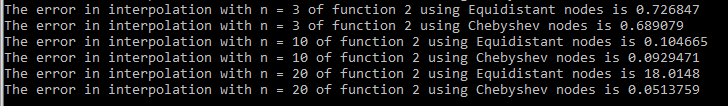 The error in interpolation with n = 3 of function 2 using Equidistant nodes is 0.726847
The error in interpolation with n = 3 of function 2 using Chebyshev nodes is 0.689079
The error in interpolation with n = 10 of function 2 using Equidistant nodes is 0.104665
The error in interpolation with n = 10 of function 2 using Chebyshev nodes is 0.0929471
The error in interpolation with n = 20 of function 2 using Equidistant nodes is 18.0148
The error in interpolation with n = 20 of function 2 using Chebyshev nodes is 0.0513759